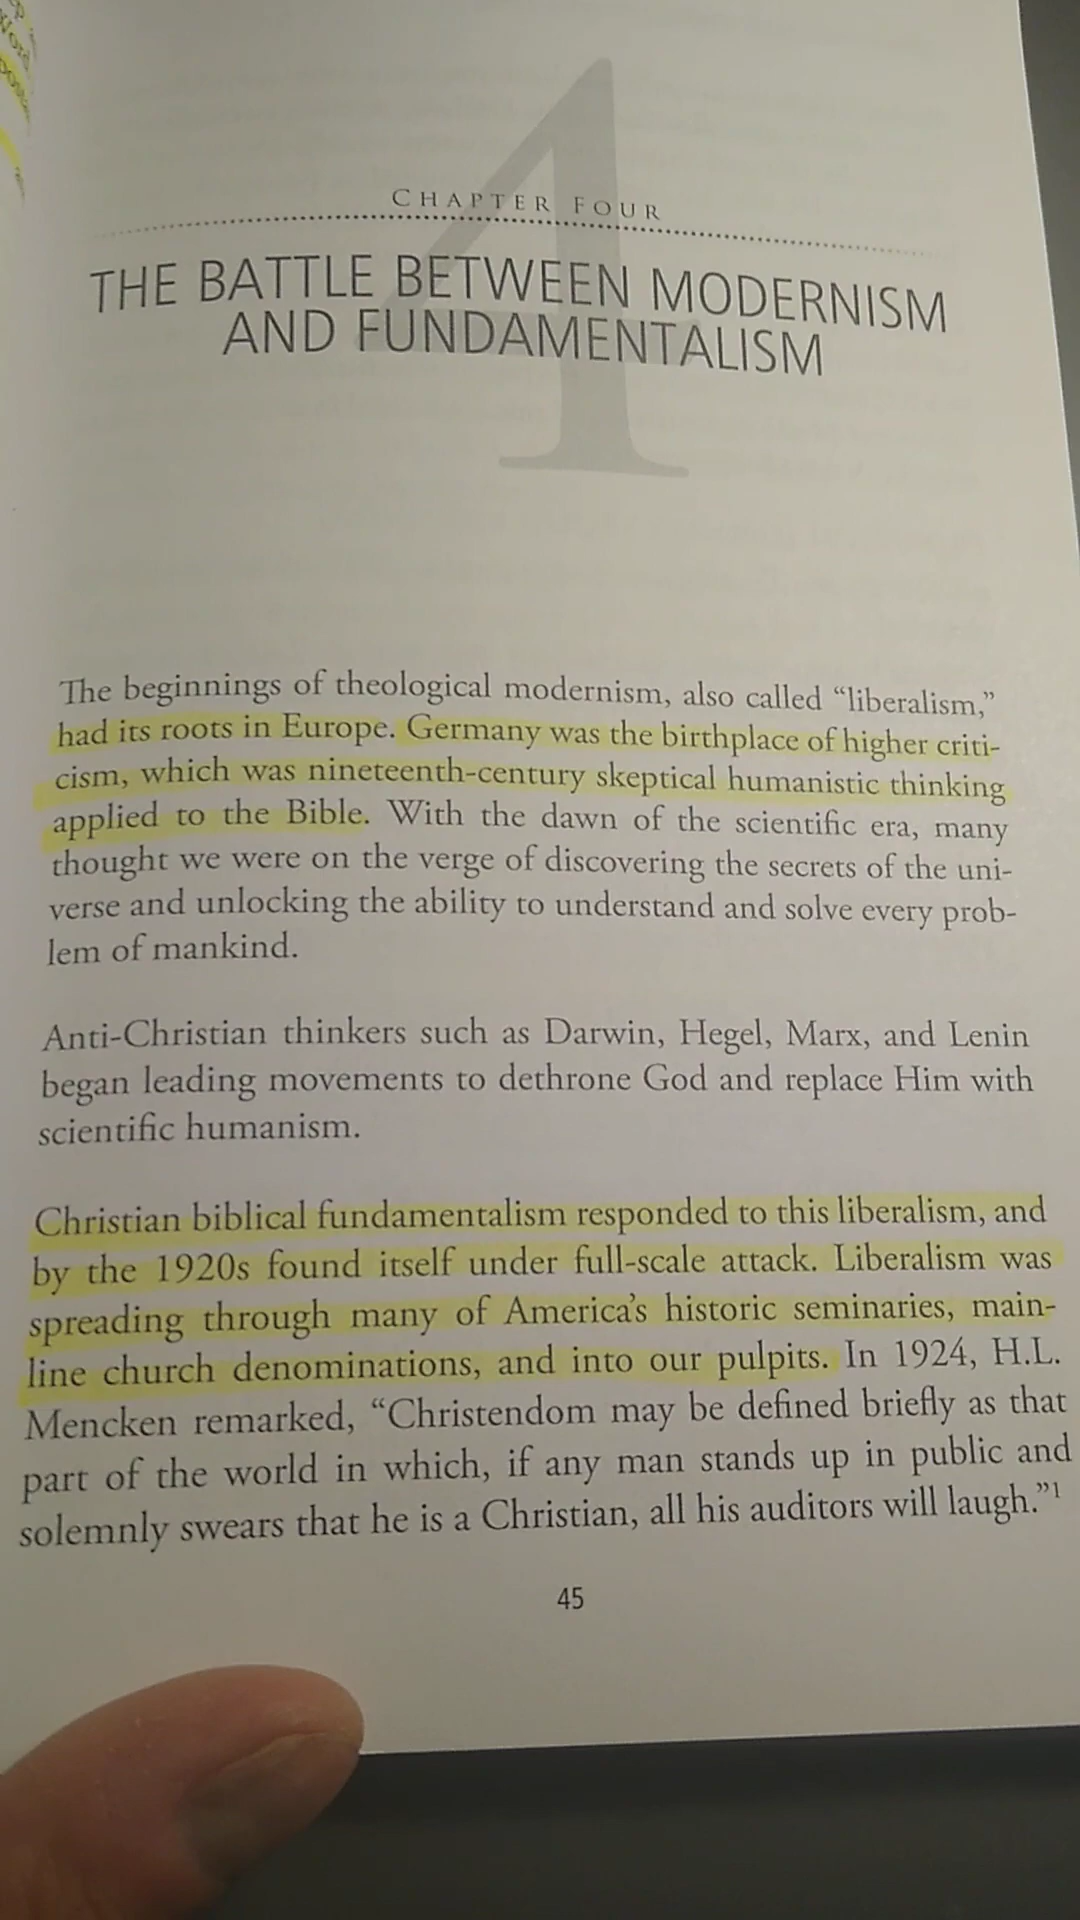 4
CHAPTER FOUR
THE BATTLE BETWEEN MODERNISM
AND FUNDAMENTALISM
The beginnings of theological modernism, also called “liberalism,”
had its roots in Europe. Germany was the birthplace of higher criti-
cism, which was nineteenth-century skeptical humanistic thinking
applied to the Bible. With the dawn of the scientific era, many
thought we were on the verge of discovering the secrets of the uni-
verse and unlocking the ability to understand and solve every prob-
lem of mankind.
Anti-Christian thinkers such as Darwin, Hegel, Marx, and Lenin
began leading movements to dethrone God and replace Him with
scientific humanism.
Christian biblical fundamentalism responded to this liberalism, and
by the 1920s found itself under full-scale attack. Liberalism was
spreading through many of America’s historic seminaries, main-
line church denominations, and into our pulpits. In 1924, H.L.
Mencken remarked, “Christendom may be defined briefly as that
part of the world in which, if any man stands up in public and
solemnly swears that he is a Christian, all his auditors will laugh.”1
45